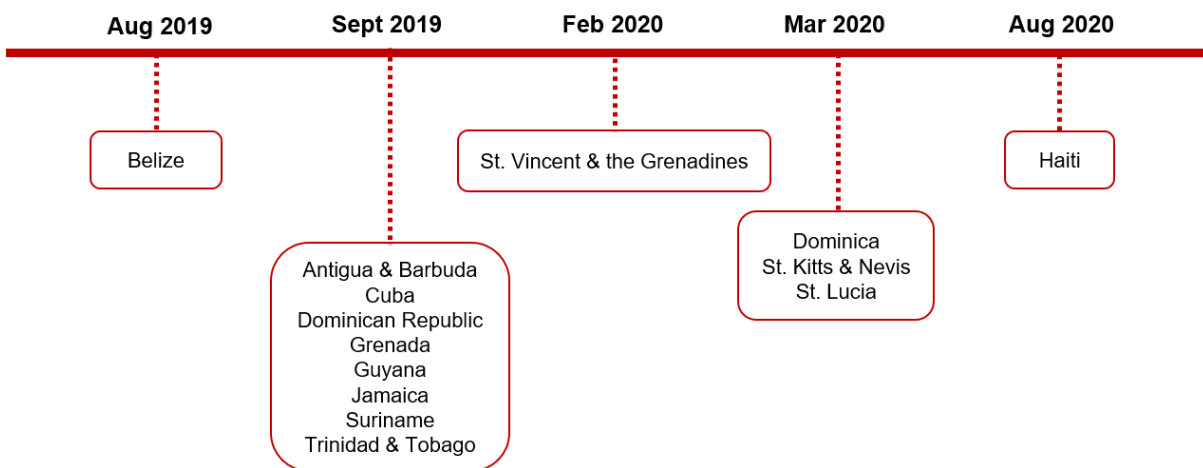 Aug 2019
Sept 2019
Feb 2020
Mar 2020
Aug 2020
Belize
St. Vincent & the Grenadines
Haiti
Antigua & Barbuda
Cuba
Dominican Republic
Grenada
Guyana
Jamaica
Suriname
Trinidad & Tobago
Dominica
St. Kitts & Nevis
St. Lucia